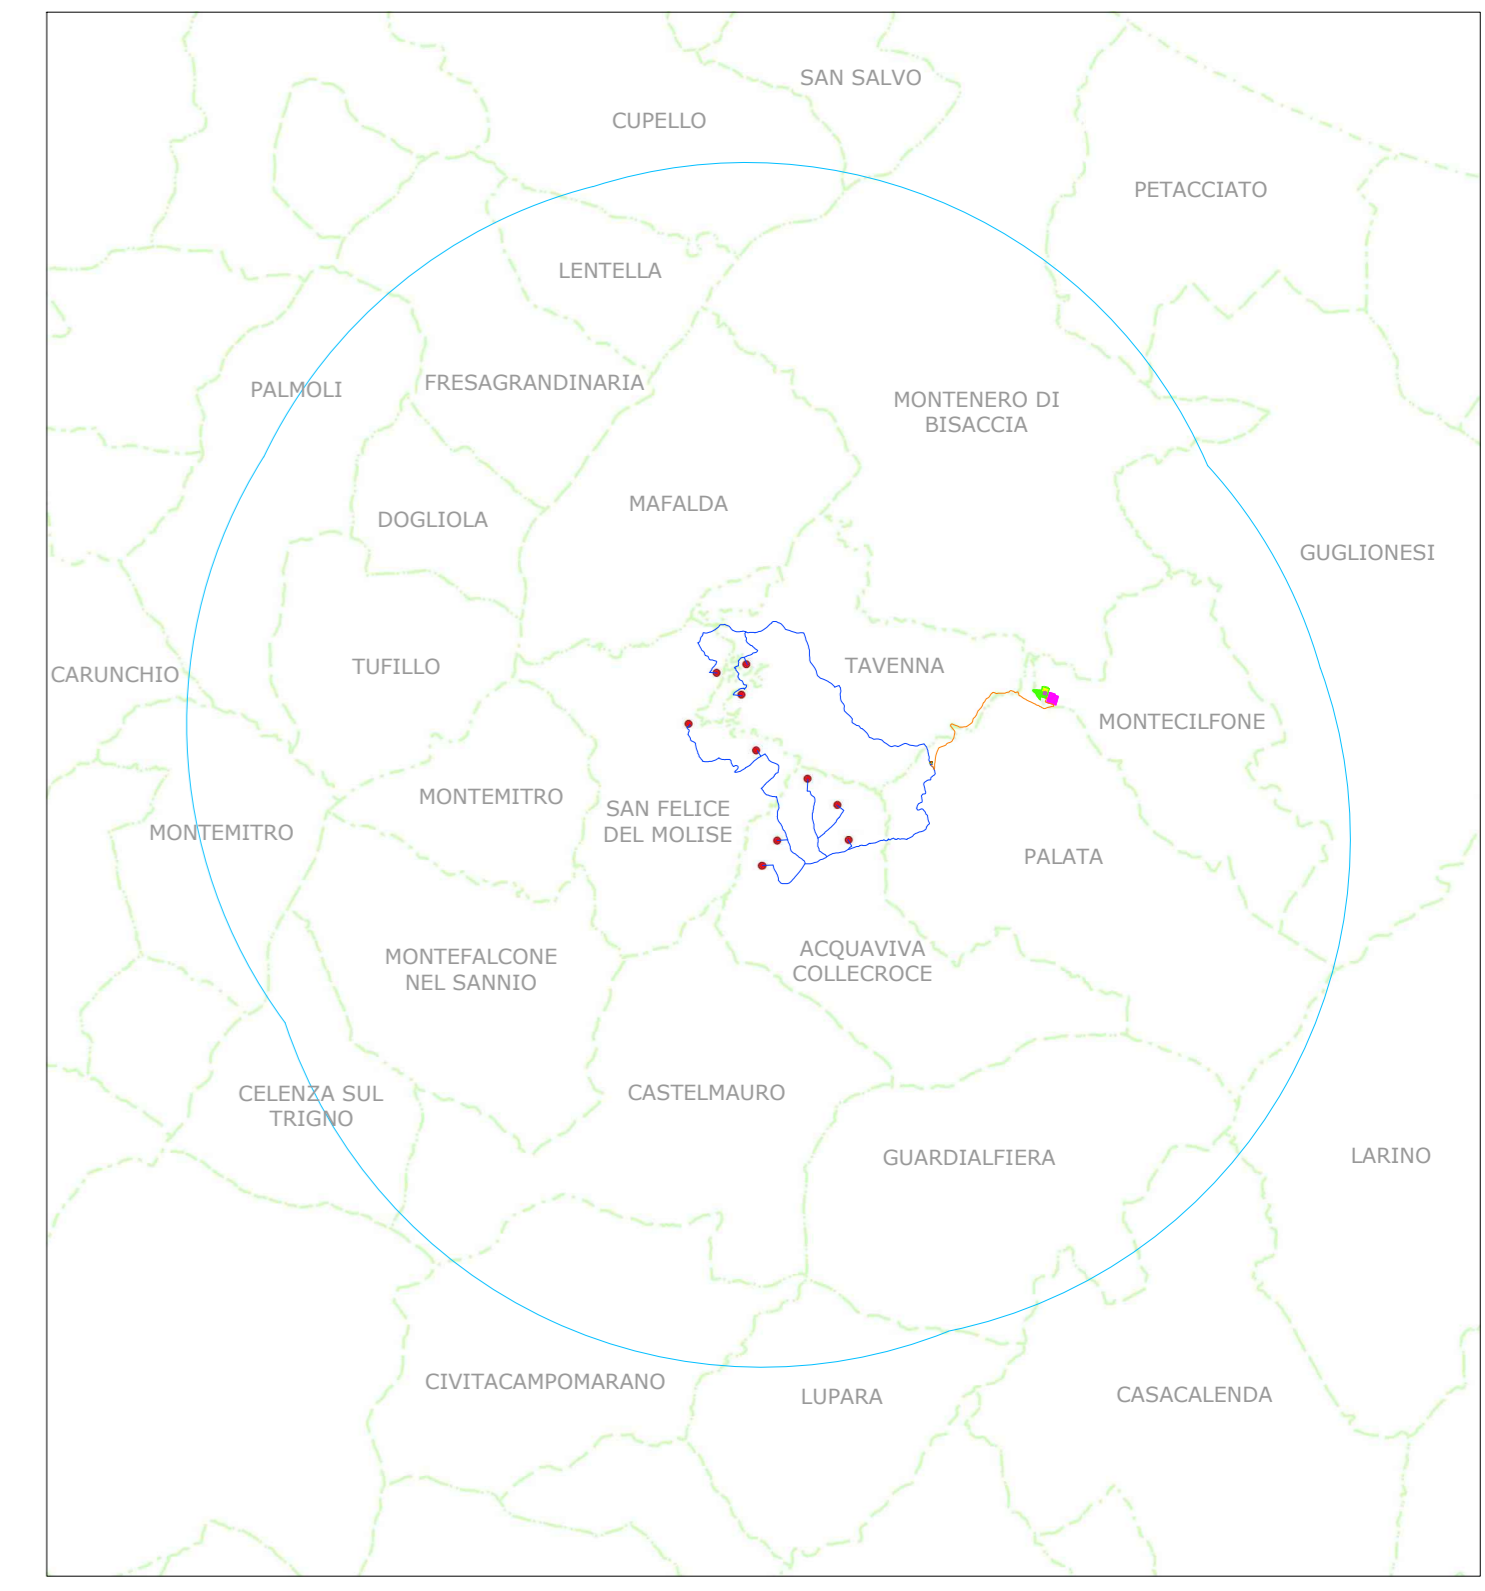 SAN SALVO
CUPELLO
PETACCIATO
LENTELLA
PALMOLI
FRESAGRANDINARIA
MONTENERO DI
BISACCIA
MAFALDA
DOGLIOLA
GUGLIONESI
CARUNCHIO
TUFILLO
TAVENNA
MONTECILFONE
MONTEMITRO
SAN FELICE
DEL MOLISE
MONTEMITRO
PALATA
MONTEFALCONE
NEL SANNIO
ACQUAVIVA
COLLECROCE
CELENZA SUL
TRIGNO
CASTELMAURO
GUARDIALFIERA
LARINO
CIVITACAMPOMARANO
LUPARA
CASACALENDA